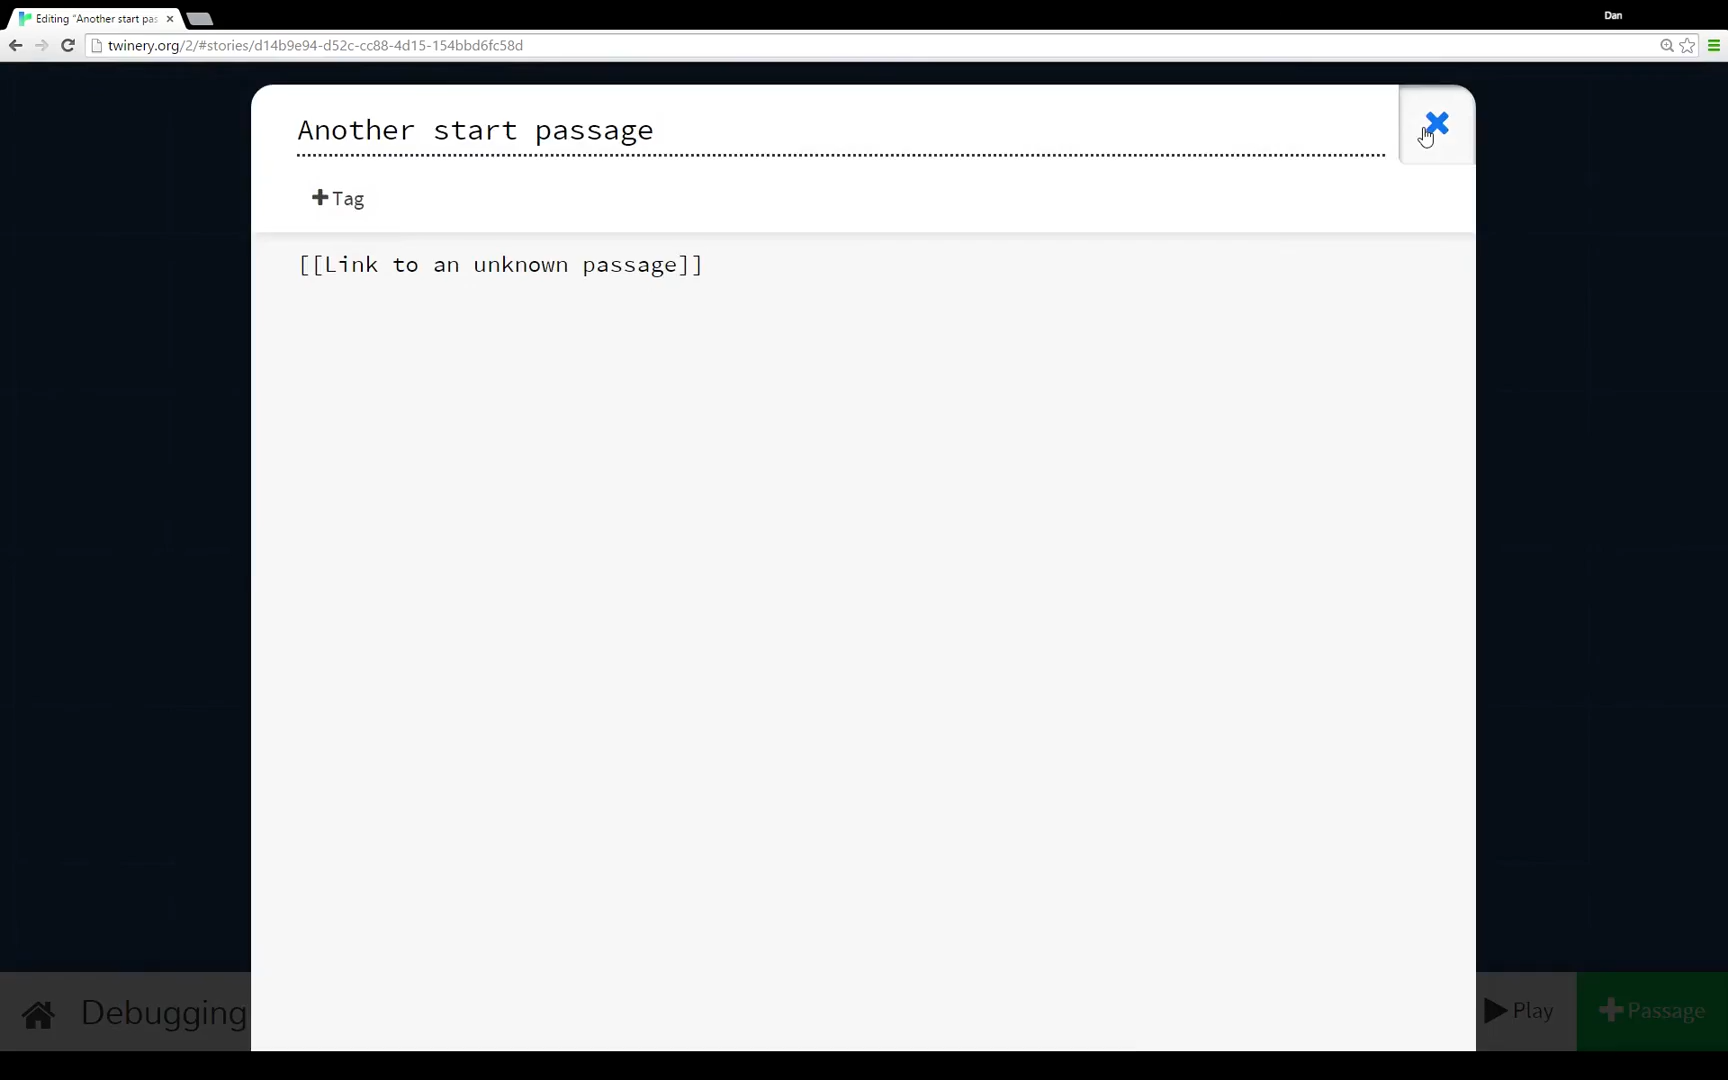 Editing "Another start pas
Dan
twinery.org/2/#stories/d14b9e94-d52c-cc88-4d15-154bbd6fc58d
Another start passage
Tag
[[Link to an unknown passage]]
Debugging
Play
Passage